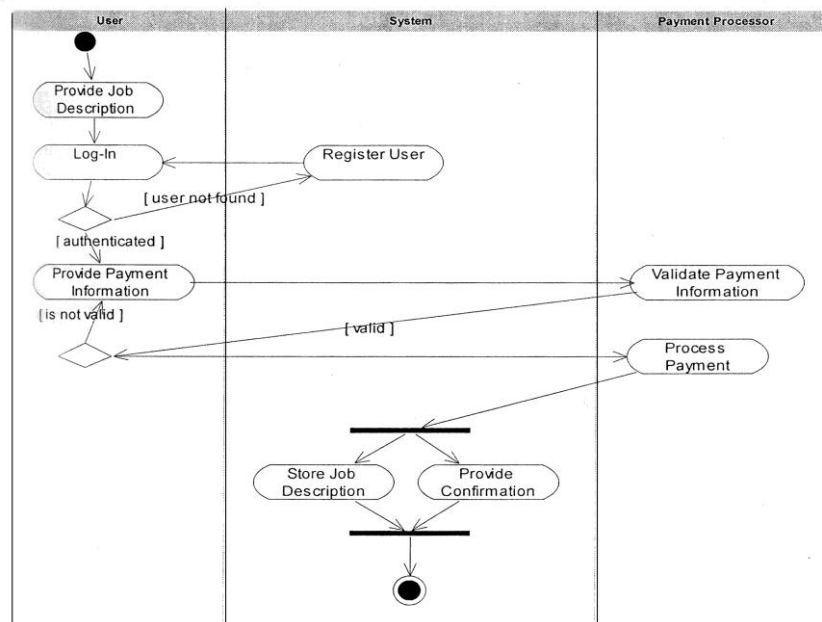 User
System
Payment Processor
Provide Job
Description
Log-In
Register User
[ user not found ]
[ authenticated ]
Provide Payment
Information
Validate Payment
Information
[ is not valid ]
[ valid ]
Process
Payment
Store Job
Description
Provide
Confirmation